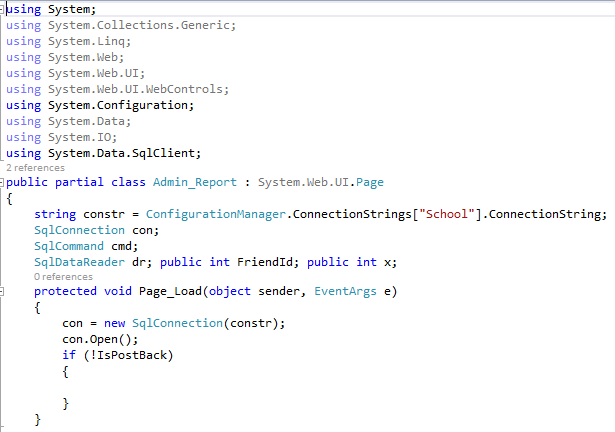 using System;
using System.Collections.Generic;
using System.Linq;
using System.Web;
using System.Web.UI;
using System.Web.UI.WebControls;
using System.Configuration;
using System.Data;
using System.IO;
using System.Data.SqlClient;
2 references
public partial class Admin_Report : System.Web.UI.Page
{
    string constr = ConfigurationManager.ConnectionStrings["School"].ConnectionString;
    SqlConnection con;
    SqlCommand cmd;
    SqlDataReader dr; public int FriendId; public int x;
    0 references
    protected void Page_Load(object sender, EventArgs e)
    {
        con = new SqlConnection(constr);
        con.Open();
        if (!IsPostBack)
        {
        }
    }